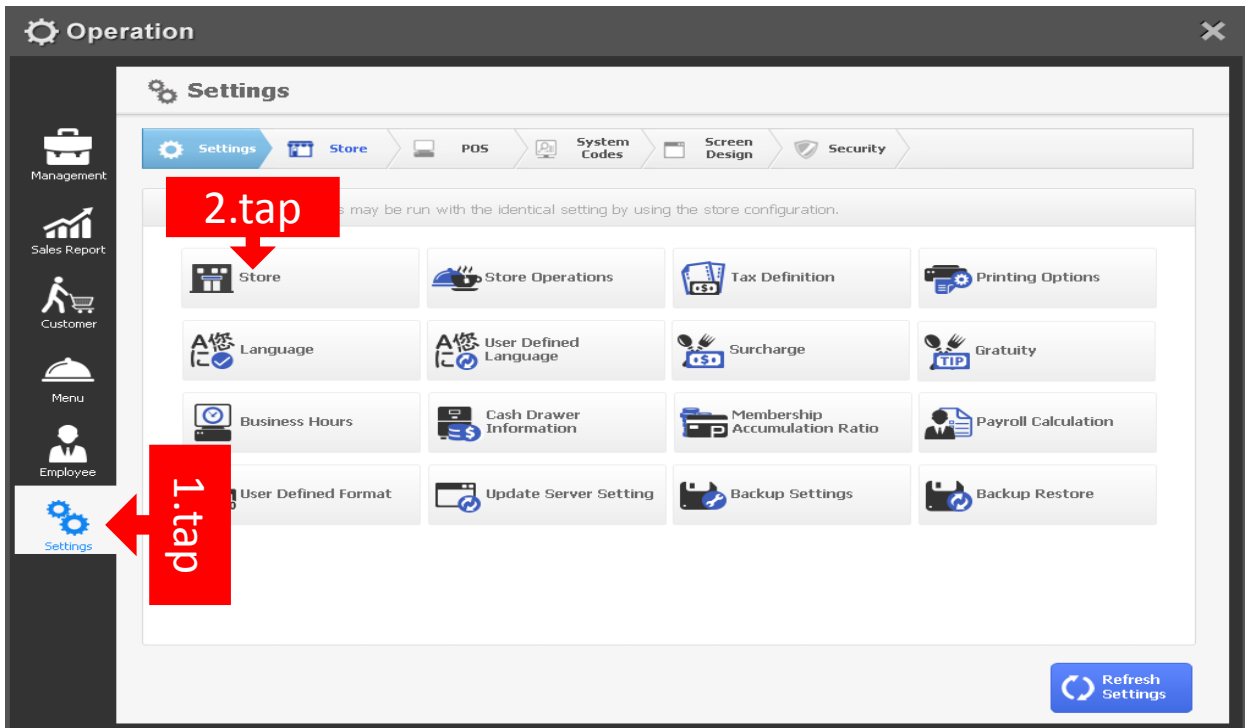 Operation
Settings
Settings
Store
POS
System
Codes
Screen
Design
Security
may be run with the identical setting by using the store configuration.
2.tap
Store
Store Operations
Tax Definition
Printing Options
Language
User Defined
Language
Surcharge
TIP
Gratuity
Business Hours
Cash Drawer
Information
Membership
Accumulation Ratio
Payroll Calculation
User Defined Format
Update Server Setting
Backup Settings
Backup Restore
Management
Sales Report
Customer
Menu
Employee
Settings
1.tap
Refresh
Settings